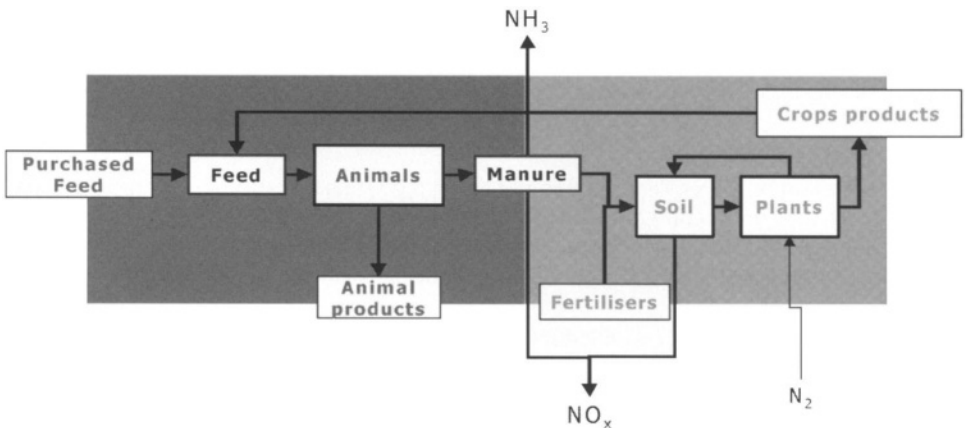 NH₃
Crops products
Purchased
Feed
Feed
Animals
Manure
Soil
Plants
Animal
products
Fertilisers
N₂
NOₓ